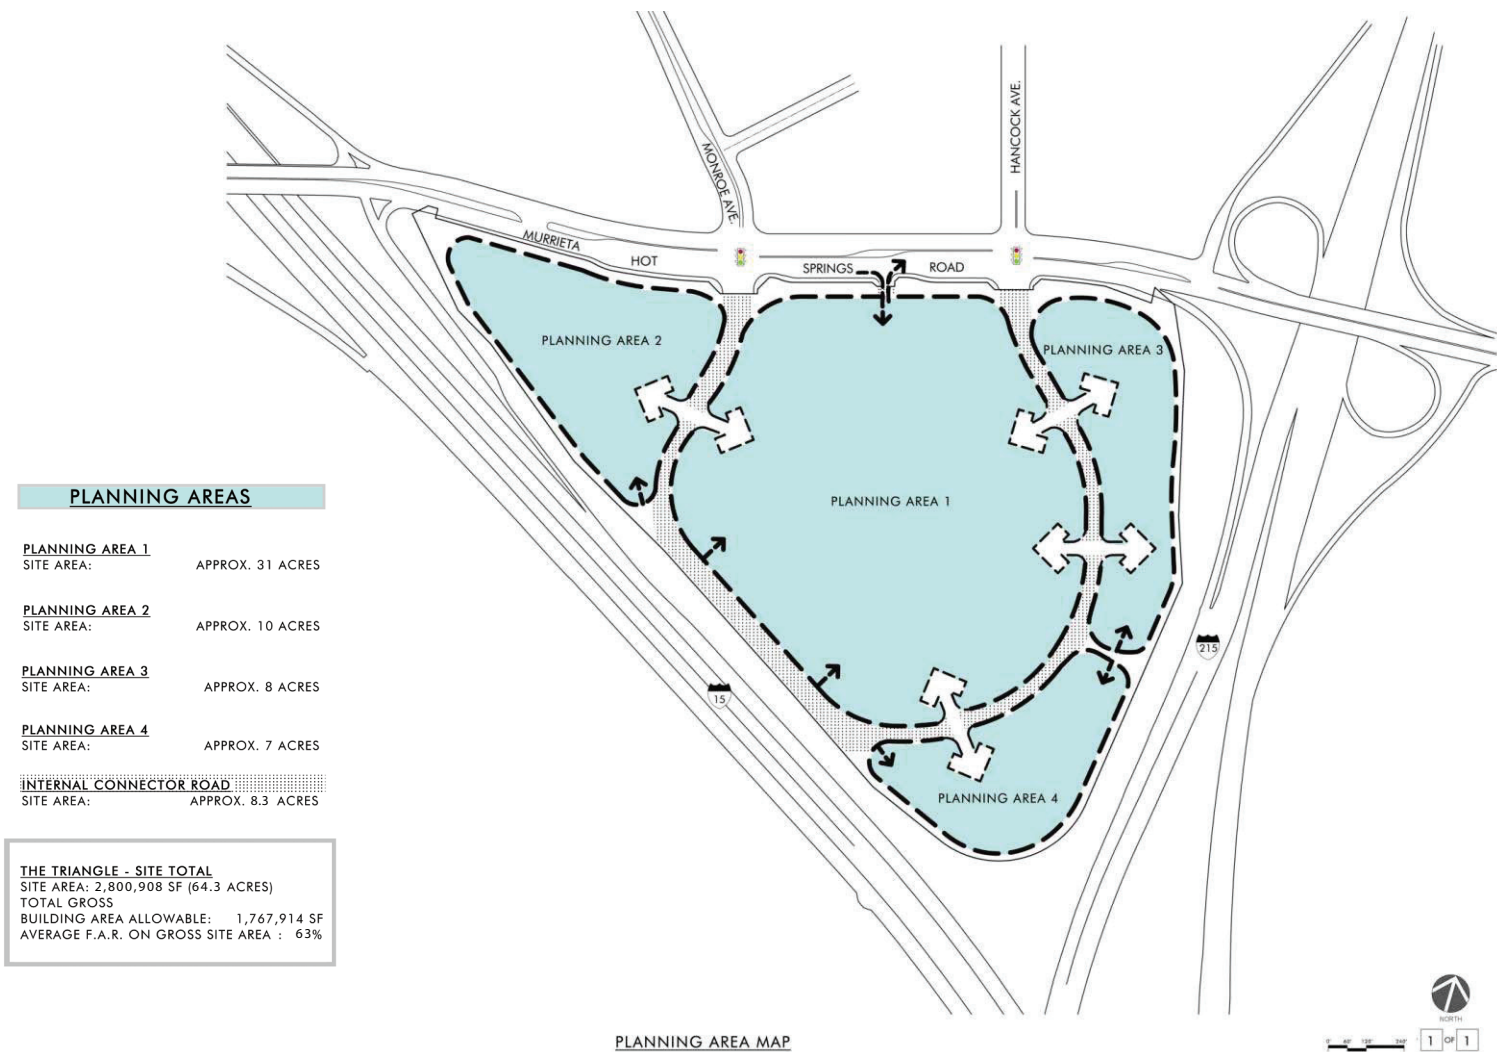 MONROE AVE.
HANCOCK AVE.
MURRIETA HOT SPRINGS ROAD
PLANNING AREA 2
PLANNING AREA 3
PLANNING AREA 1
PLANNING AREA 4
15
215
PLANNING AREAS
PLANNING AREA 1
SITE AREA: APPROX. 31 ACRES
PLANNING AREA 2
SITE AREA: APPROX. 10 ACRES
PLANNING AREA 3
SITE AREA: APPROX. 8 ACRES
PLANNING AREA 4
SITE AREA: APPROX. 7 ACRES
INTERNAL CONNECTOR ROAD
SITE AREA: APPROX. 8.3 ACRES
THE TRIANGLE - SITE TOTAL
SITE AREA: 2,800,908 SF (64.3 ACRES)
TOTAL GROSS
BUILDING AREA ALLOWABLE: 1,767,914 SF
AVERAGE F.A.R. ON GROSS SITE AREA : 63%
PLANNING AREA MAP
NORTH
1 OF 1